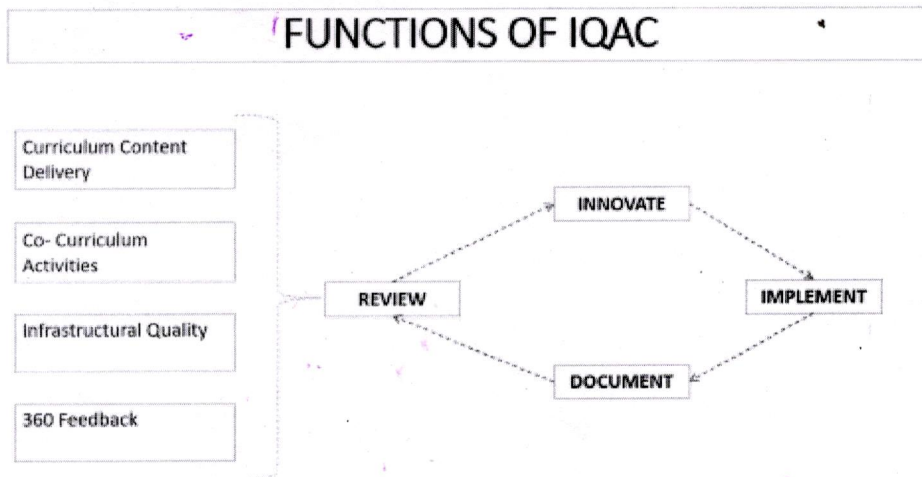 FUNCTIONS OF IQAC
Curriculum Content
Delivery
Co- Curriculum
Activities
Infrastructural Quality
360 Feedback
REVIEW
INNOVATE
IMPLEMENT
DOCUMENT